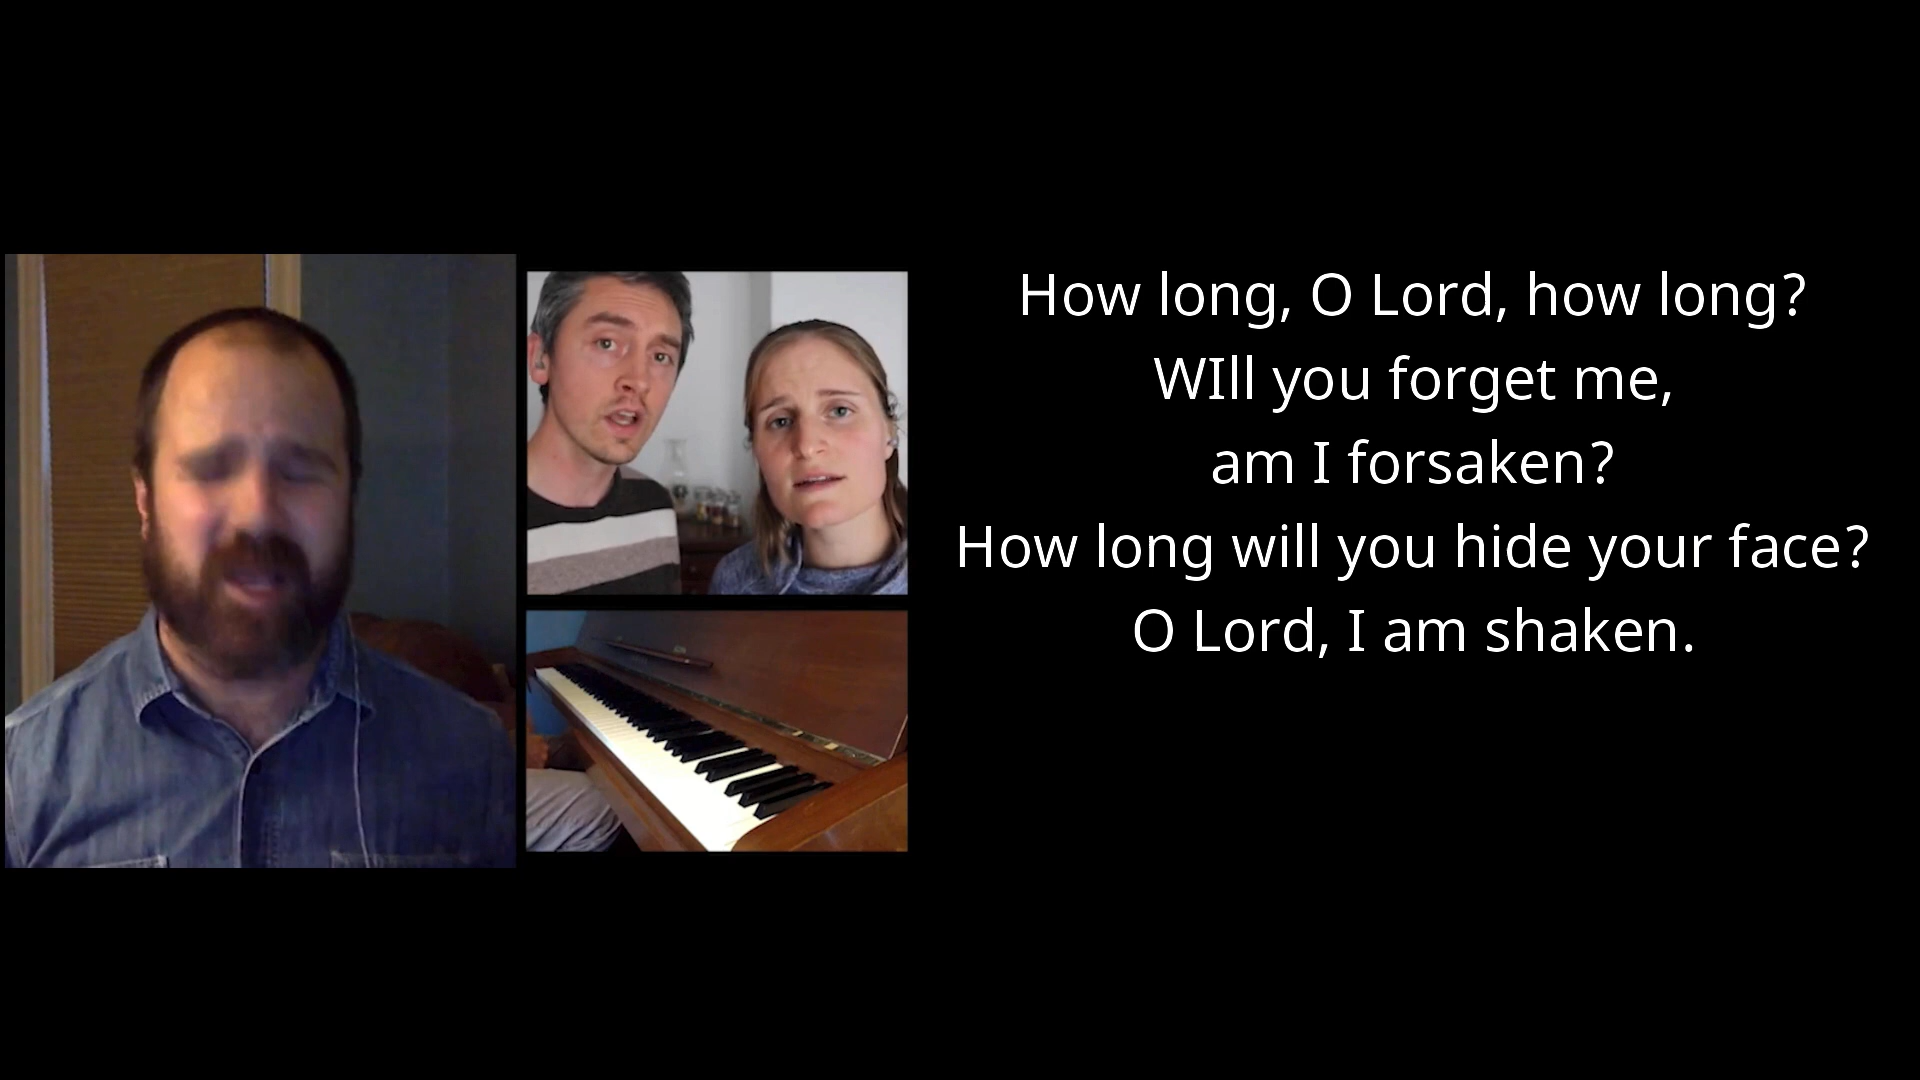 How long, O Lord, how long?
WIll you forget me,
am I forsaken?
How long will you hide your face?
O Lord, I am shaken.